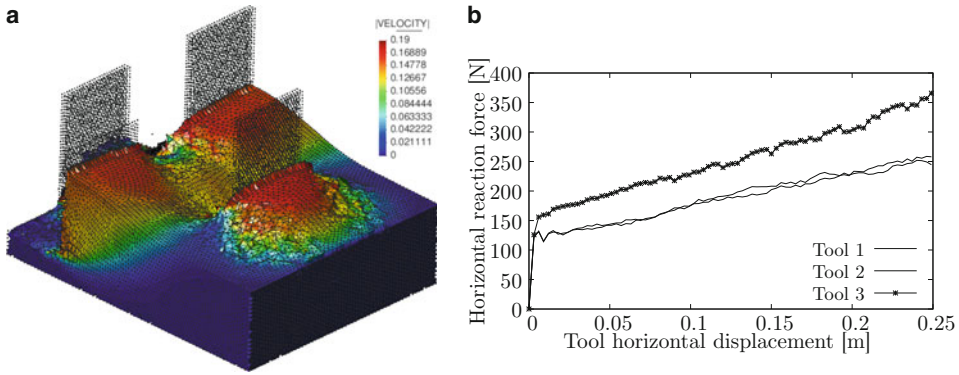 a
|VELOCITY|
0.19
0.16889
0.14778
0.12667
0.10556
0.084444
0.063333
0.042222
0.021111
0
b
Horizontal reaction force [N]
400
350
300
250
200
150
100
50
0
Tool 1
Tool 2
Tool 3
0 0.05 0.1 0.15 0.2 0.25
Tool horizontal displacement [m]